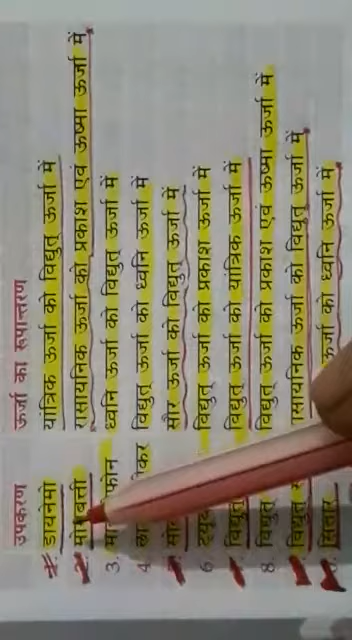 उपकरण ऊर्जा का रूपान्तरण
डायनेमो यांत्रिक ऊर्जा को विद्युत् ऊर्जा में
रासायनिक ऊर्जा को प्रकाश एवं ऊष्मा ऊर्जा में
3. ध्वनि ऊर्जा को विद्युत् ऊर्जा में
4. विद्युत् ऊर्जा को ध्वनि ऊर्जा में
सौर ऊर्जा को विद्युत् ऊर्जा में
6. विद्युत् ऊर्जा को प्रकाश ऊर्जा में
विद्युत् ऊर्जा को यांत्रिक ऊर्जा में
8. विद्युत् विद्युत् ऊर्जा को प्रकाश एवं ऊष्मा ऊर्जा में
विद्युत् ऊर्जा को विद्युत् ऊर्जा में
सितार ऊर्जा को ध्वनि ऊर्जा में